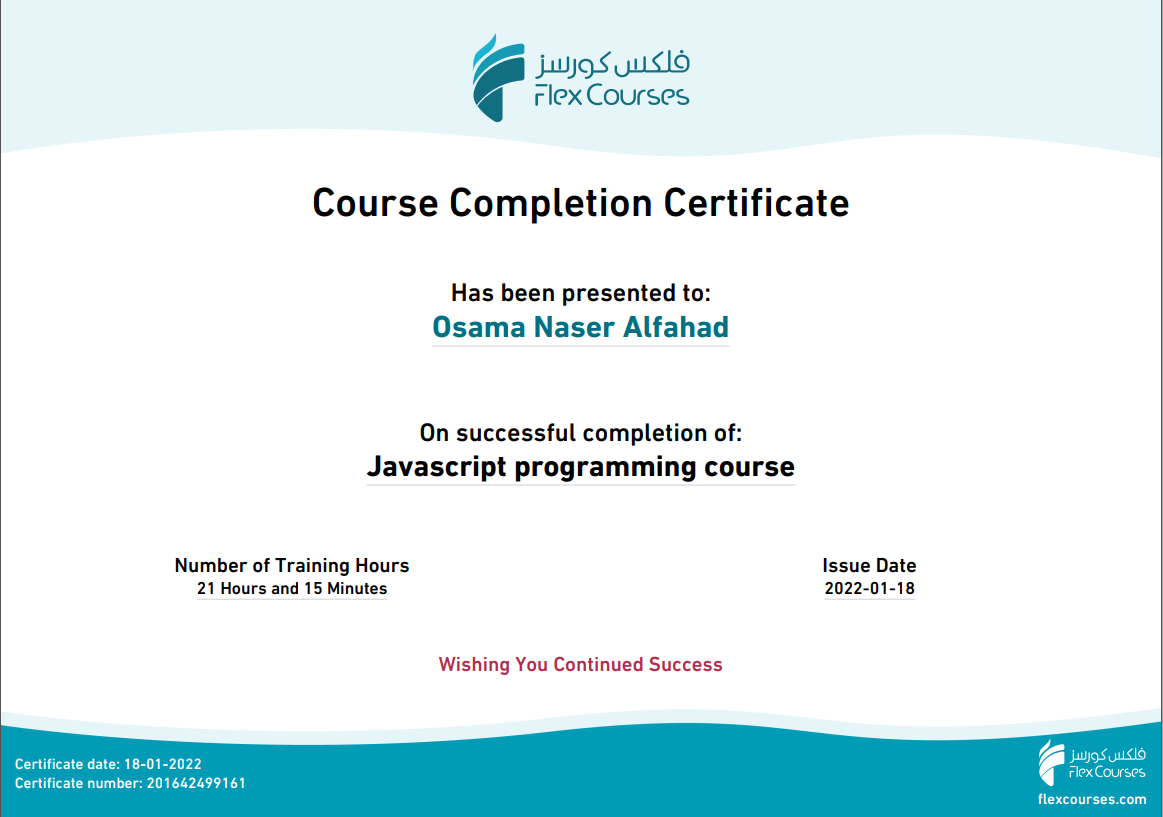 فلكس كورسز
Flex Courses
Course Completion Certificate
Has been presented to:
Osama Naser Alfahad
On successful completion of:
Javascript programming course
Number of Training Hours
21 Hours and 15 Minutes
Issue Date
2022-01-18
Wishing You Continued Success
Certificate date: 18-01-2022
Certificate number: 201642499161
فلكس كورسز
Flex Courses
flexcourses.com